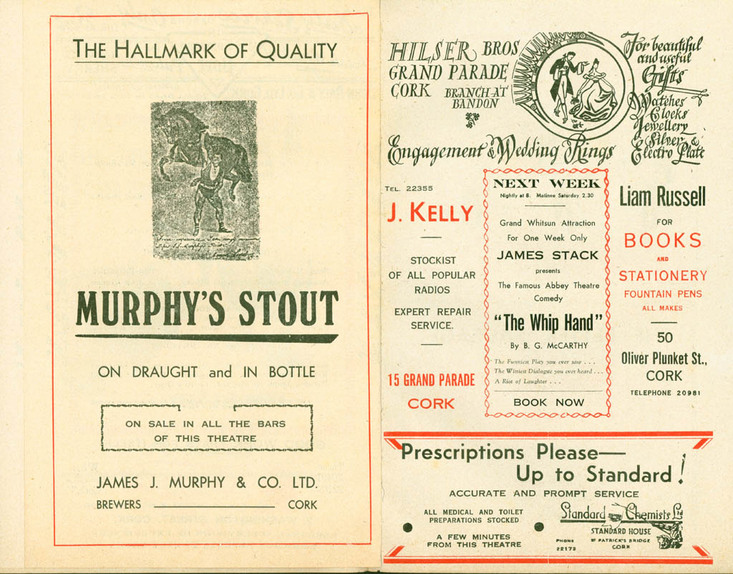 THE HALLMARK OF QUALITY
MURPHY'S STOUT
ON DRAUGHT and IN BOTTLE
ON SALE IN ALL THE BARS
OF THIS THEATRE
JAMES J. MURPHY & CO. LTD.
BREWERS CORK
HILSER BROS
GRAND PARADE
CORK BRANCH AT
BANDON
For beautiful
and useful
Gifts
Watches
Clocks
Jewellery
Silver &
Electro Plate
Engagement & Wedding Rings
TEL. 22355
J. KELLY
STOCKIST
OF ALL POPULAR
RADIOS
EXPERT REPAIR
SERVICE.
15 GRAND PARADE
CORK
NEXT WEEK
Nightly at 8. Matinee Saturday 2.30
Grand Whitsun Attraction
For One Week Only
JAMES STACK
presents
The Famous Abbey Theatre
Comedy
"The Whip Hand"
By B. G. McCARTHY
The Funniest Play you ever saw . . .
The Wittiest Dialogue you ever heard . . .
A Riot of Laughter . . .
BOOK NOW
Liam Russell
FOR
BOOKS
AND
STATIONERY
FOUNTAIN PENS
ALL MAKES
50
Oliver Plunket St.,
CORK
TELEPHONE 20981
Prescriptions Please—
Up to Standard!
ACCURATE AND PROMPT SERVICE
ALL MEDICAL AND TOILET
PREPARATIONS STOCKED
A FEW MINUTES
FROM THIS THEATRE
Standard Chemists Ltd
STANDARD HOUSE
PHONE ST PATRICK'S BRIDGE
22173 CORK